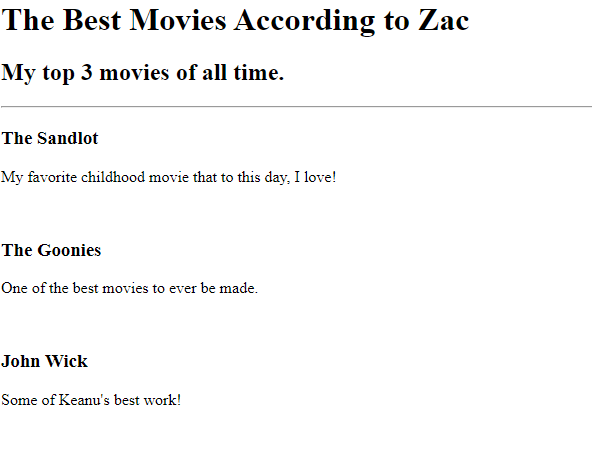 The Best Movies According to Zac
My top 3 movies of all time.
The Sandlot
My favorite childhood movie that to this day, I love!
The Goonies
One of the best movies to ever be made.
John Wick
Some of Keanu's best work!